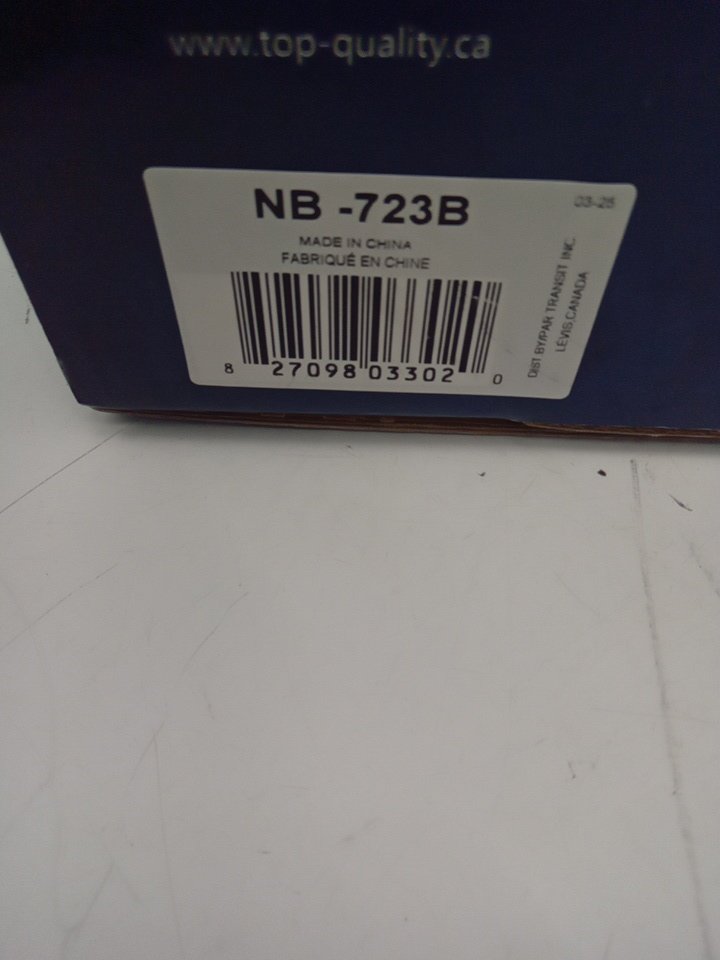 www.top-quality.ca
NB -723B
03-25
MADE IN CHINA
FABRIQUÉ EN CHINE
8 27098 03302 0
DIST.BY/PAR TRANSIT INC.
LEVIS,CANADA